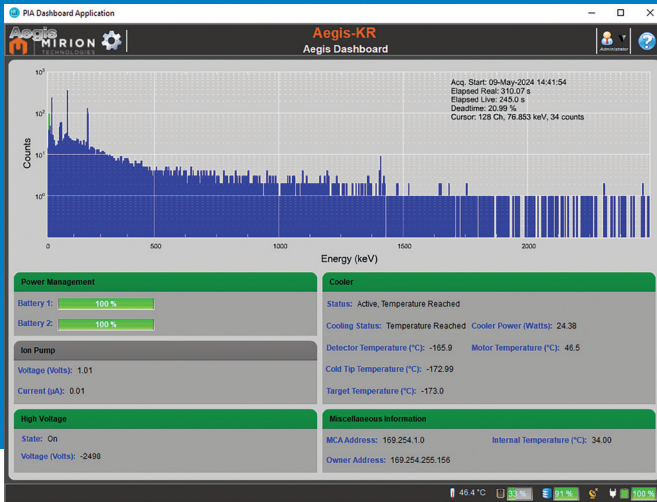 PIA Dashboard Application
Aegis
MIRION
TECHNOLOGIES
Aegis-KR
Aegis Dashboard
Administrator
Acq. Start: 09-May-2024 14:41:54
Elapsed Real: 310.07 s
Elapsed Live: 245.0 s
Deadtime: 20.99 %
Cursor: 128 Ch, 76.853 keV, 34 counts
10³
10²
10¹
10⁰
Counts
0 500 1000 1500 2000
Energy (keV)
Power Management
Battery 1: 100 %
Battery 2: 100 %
Ion Pump
Voltage (Volts): 1.01
Current (µA): 0.01
High Voltage
State: On
Voltage (Volts): -2498
Cooler
Status: Active, Temperature Reached
Cooling Status: Temperature Reached Cooler Power (Watts): 24.38
Detector Temperature (°C): -165.9 Motor Temperature (°C): 46.5
Cold Tip Temperature (°C): -172.99
Target Temperature (°C): -173.0
Miscellaneous Information
MCA Address: 169.254.1.0 Internal Temperature (°C): 34.00
Owner Address: 169.254.255.156
46.4 °C 33 % 91 % 100 %